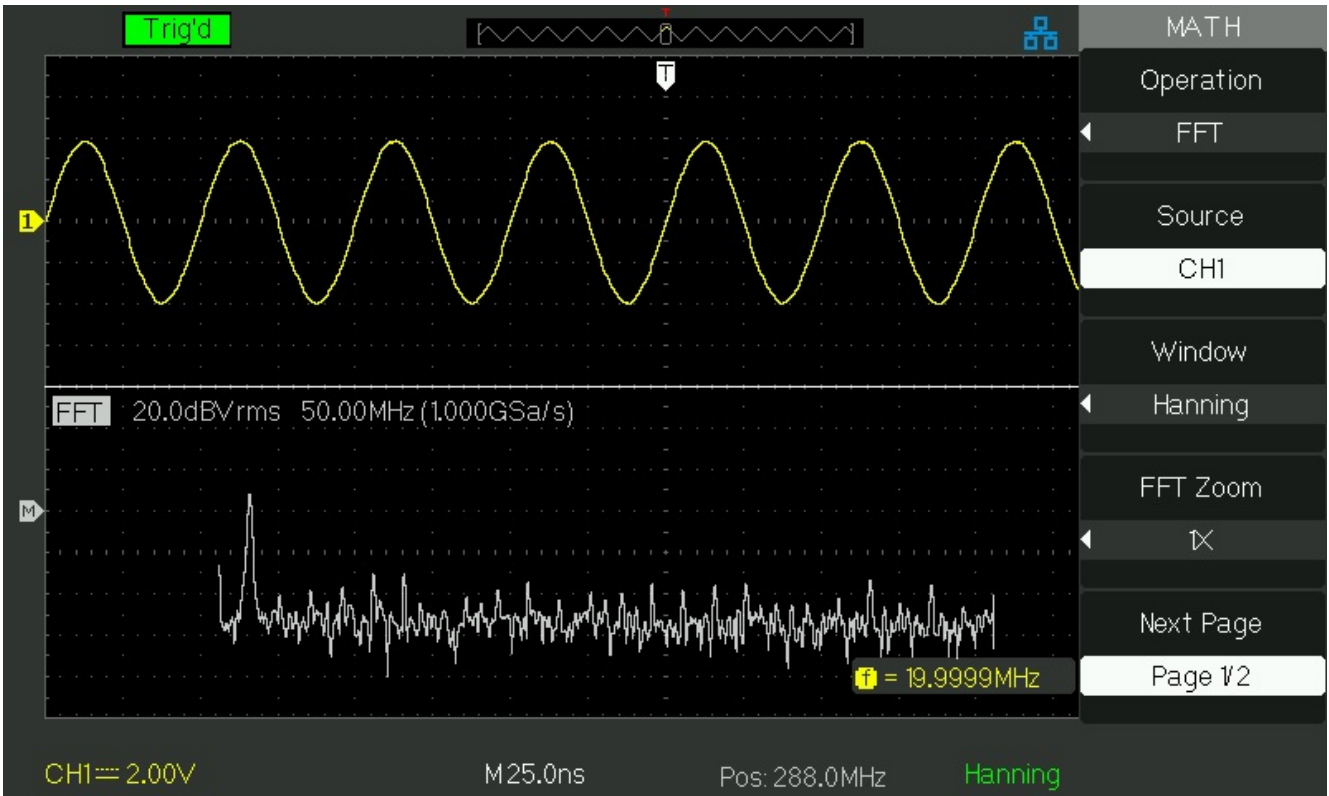 Trig'd
T
MATH
T
Operation
FFT
Source
1
CH1
Window
FFT 20.0dBVrms 50.00MHz (1.000GSa/s)
Hanning
FFT Zoom
M
1X
Next Page
f = 19.9999MHz
Page 1/2
CH1 2.00V
M 25.0ns
Pos: 288.0MHz
Hanning